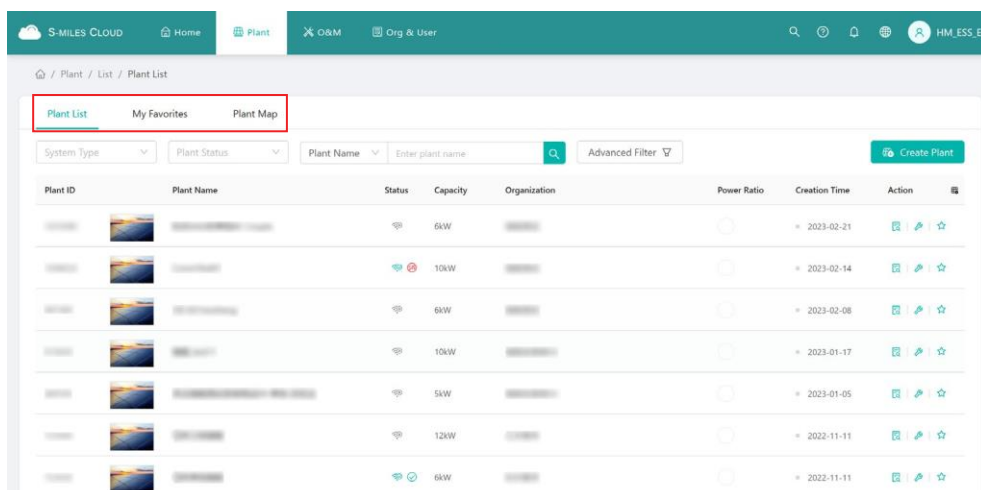 S-MILES CLOUD Home Plant O&M Org & User HM_ESS_E
/ Plant / List / Plant List
Plant List My Favorites Plant Map
System Type Plant Status Plant Name Enter plant name Advanced Filter Create Plant
Plant ID Plant Name Status Capacity Organization Power Ratio Creation Time Action
6kW 2023-02-21
10kW 2023-02-14
6kW 2023-02-08
10kW 2023-01-17
5kW 2023-01-05
12kW 2022-11-11
6kW 2022-11-11